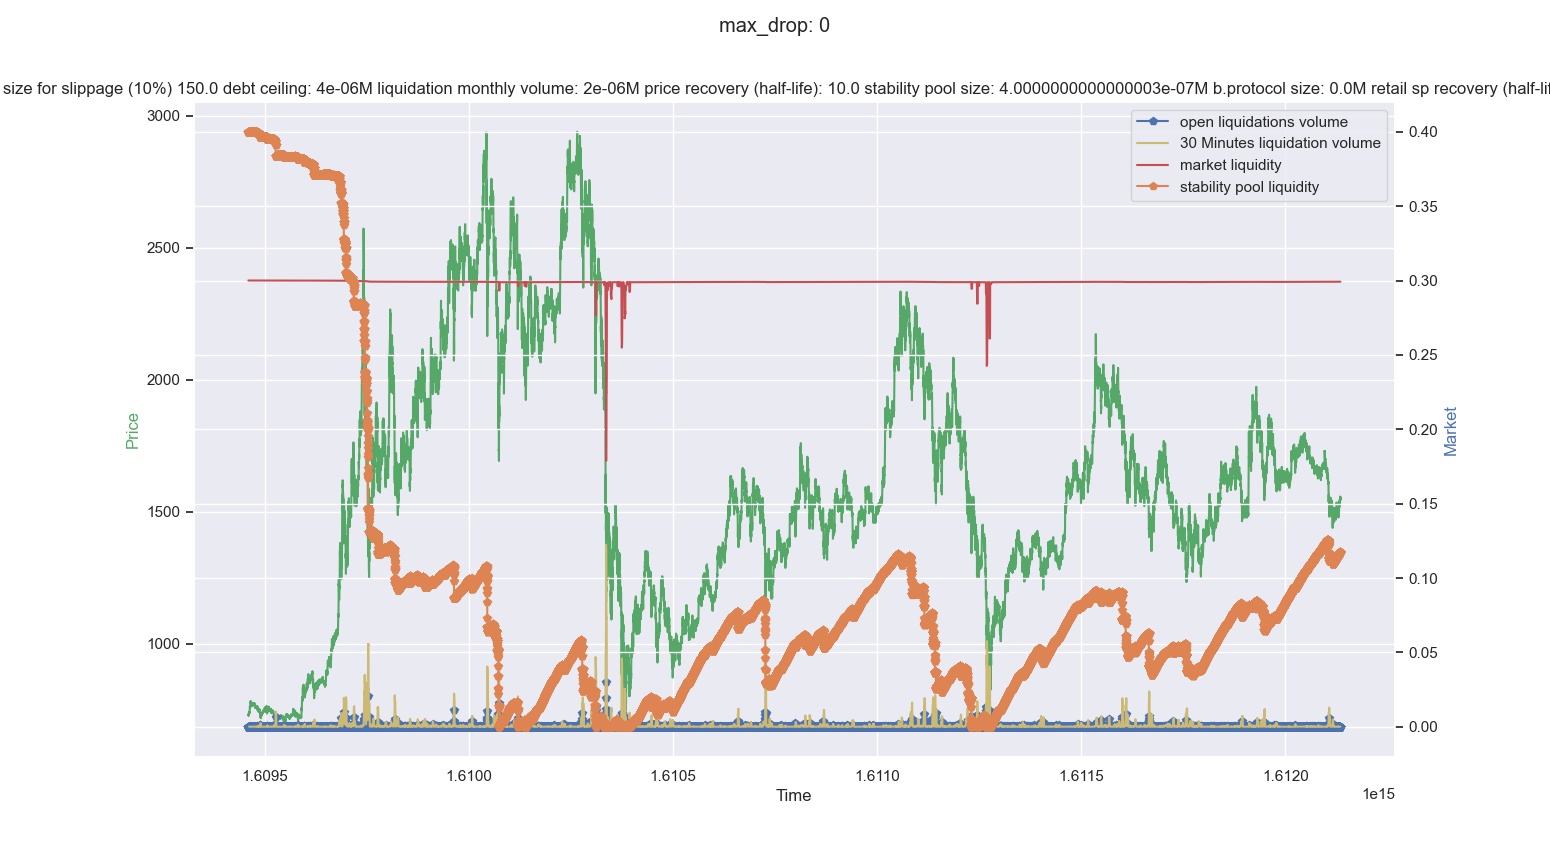 max_drop: 0
size for slippage (10%) 150.0 debt ceiling: 4e-06M liquidation monthly volume: 2e-06M price recovery (half-life): 10.0 stability pool size: 4.0000000000000003e-07M b.protocol size: 0.0M retail sp recovery (half-lif
open liquidations volume
30 Minutes liquidation volume
market liquidity
stability pool liquidity
3000
2500
2000
1500
1000
Price
0.40
0.35
0.30
0.25
0.20
0.15
0.10
0.05
0.00
Market
1.6095 1.6100 1.6105 1.6110 1.6115 1.6120
1e15
Time